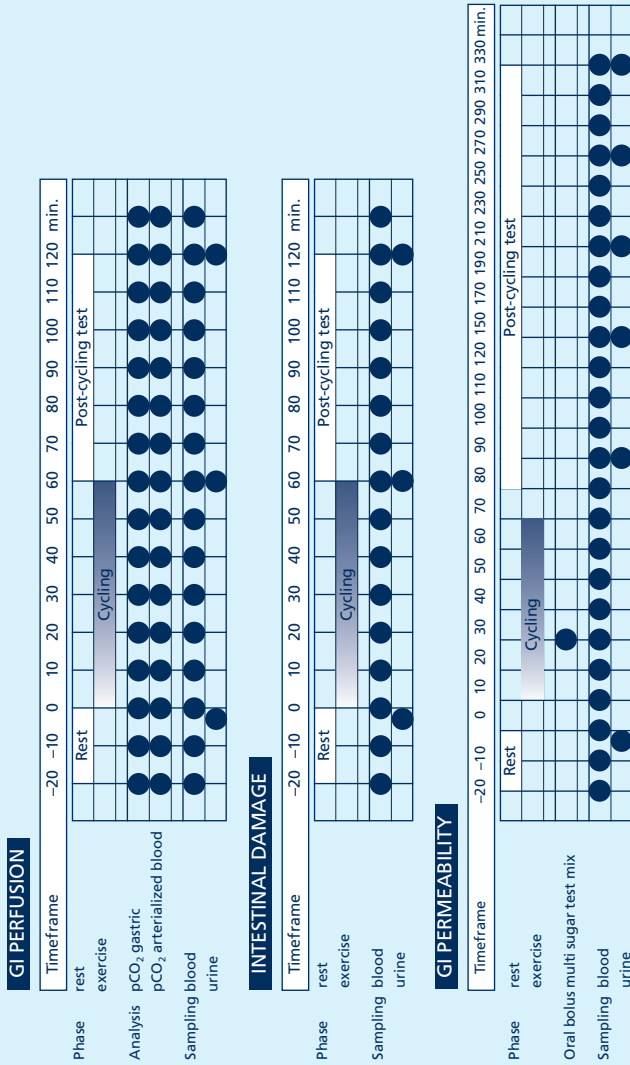 GI PERFUSION
Timeframe −20 −10 0 10 20 30 40 50 60 70 80 90 100 110 120 min.
Phase rest Rest Post-cycling test
exercise Cycling
Analysis pCO₂ gastric
pCO₂ arterialized blood
Sampling blood
urine
INTESTINAL DAMAGE
Timeframe −20 −10 0 10 20 30 40 50 60 70 80 90 100 110 120 min.
Phase rest Rest Post-cycling test
exercise Cycling
Sampling blood
urine
GI PERMEABILITY
Timeframe −20 −10 0 10 20 30 40 50 60 70 80 90 100 110 120 150 170 190 210 230 250 270 290 310 330 min.
Phase rest Rest Post-cycling test
exercise Cycling
Oral bolus multi sugar test mix
Sampling blood
urine